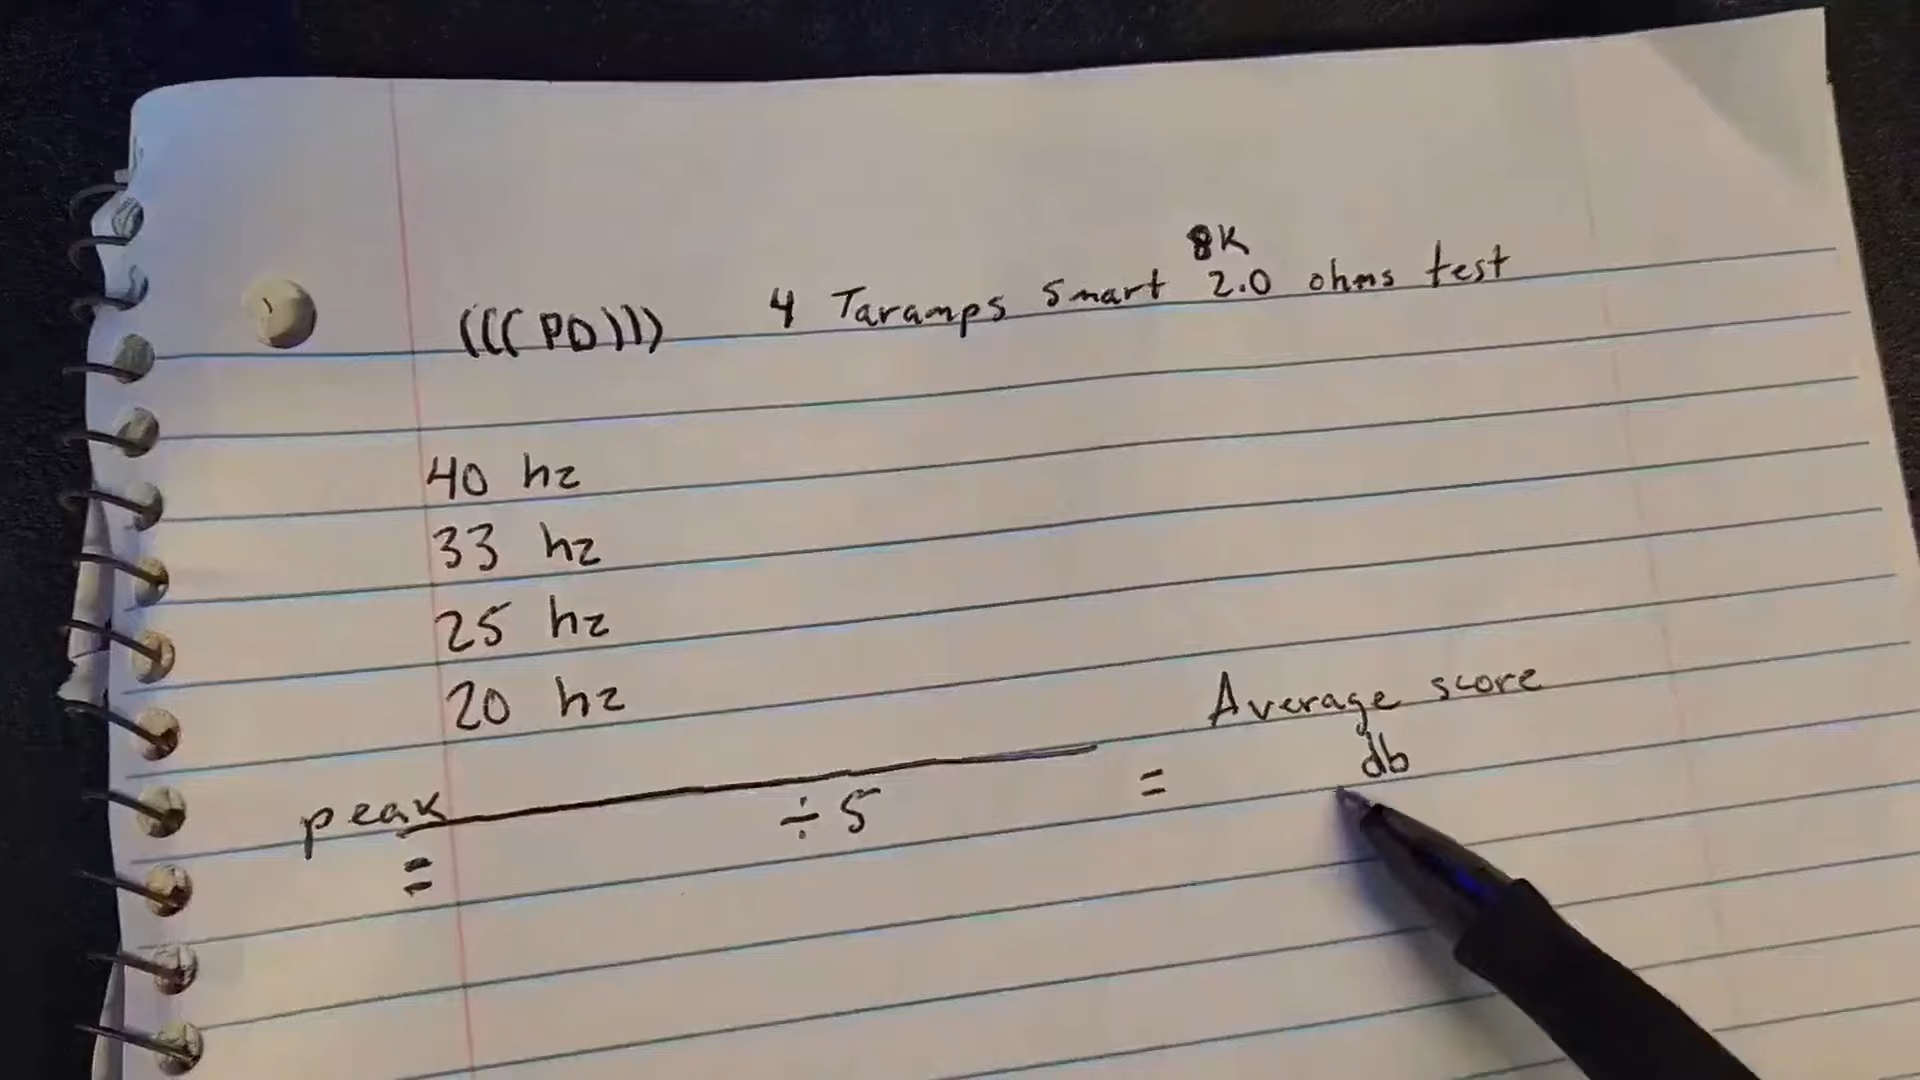 8K
(((PD))) 4 Taramps Smart 2.0 ohms test
40 hz
33 hz
25 hz
20 hz
Average score
peak ÷ 5 = db
=